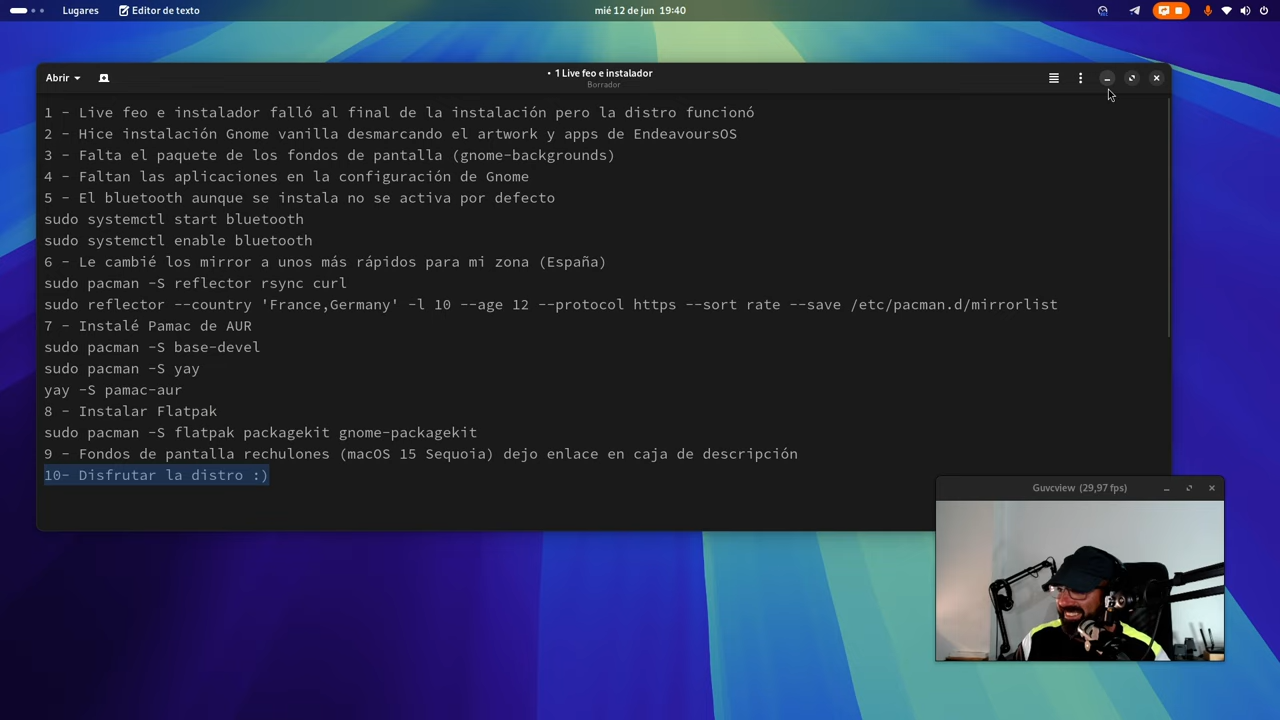 Lugares
Editor de texto
mié 12 de jun 19:40
Abrir
• 1 Live feo e instalador
Borrador
1 - Live feo e instalador falló al final de la instalación pero la distro funcionó
2 - Hice instalación Gnome vanilla desmarcando el artwork y apps de EndeavoursOS
3 - Falta el paquete de los fondos de pantalla (gnome-backgrounds)
4 - Faltan las aplicaciones en la configuración de Gnome
5 - El bluetooth aunque se instala no se activa por defecto
sudo systemctl start bluetooth
sudo systemctl enable bluetooth
6 - Le cambié los mirror a unos más rápidos para mi zona (España)
sudo pacman -S reflector rsync curl
sudo reflector --country 'France,Germany' -l 10 --age 12 --protocol https --sort rate --save /etc/pacman.d/mirrorlist
7 - Instalé Pamac de AUR
sudo pacman -S base-devel
sudo pacman -S yay
yay -S pamac-aur
8 - Instalar Flatpak
sudo pacman -S flatpak packagekit gnome-packagekit
9 - Fondos de pantalla rechulones (macOS 15 Sequoia) dejo enlace en caja de descripción
10- Disfrutar la distro :)
Guvcview (29,97 fps)